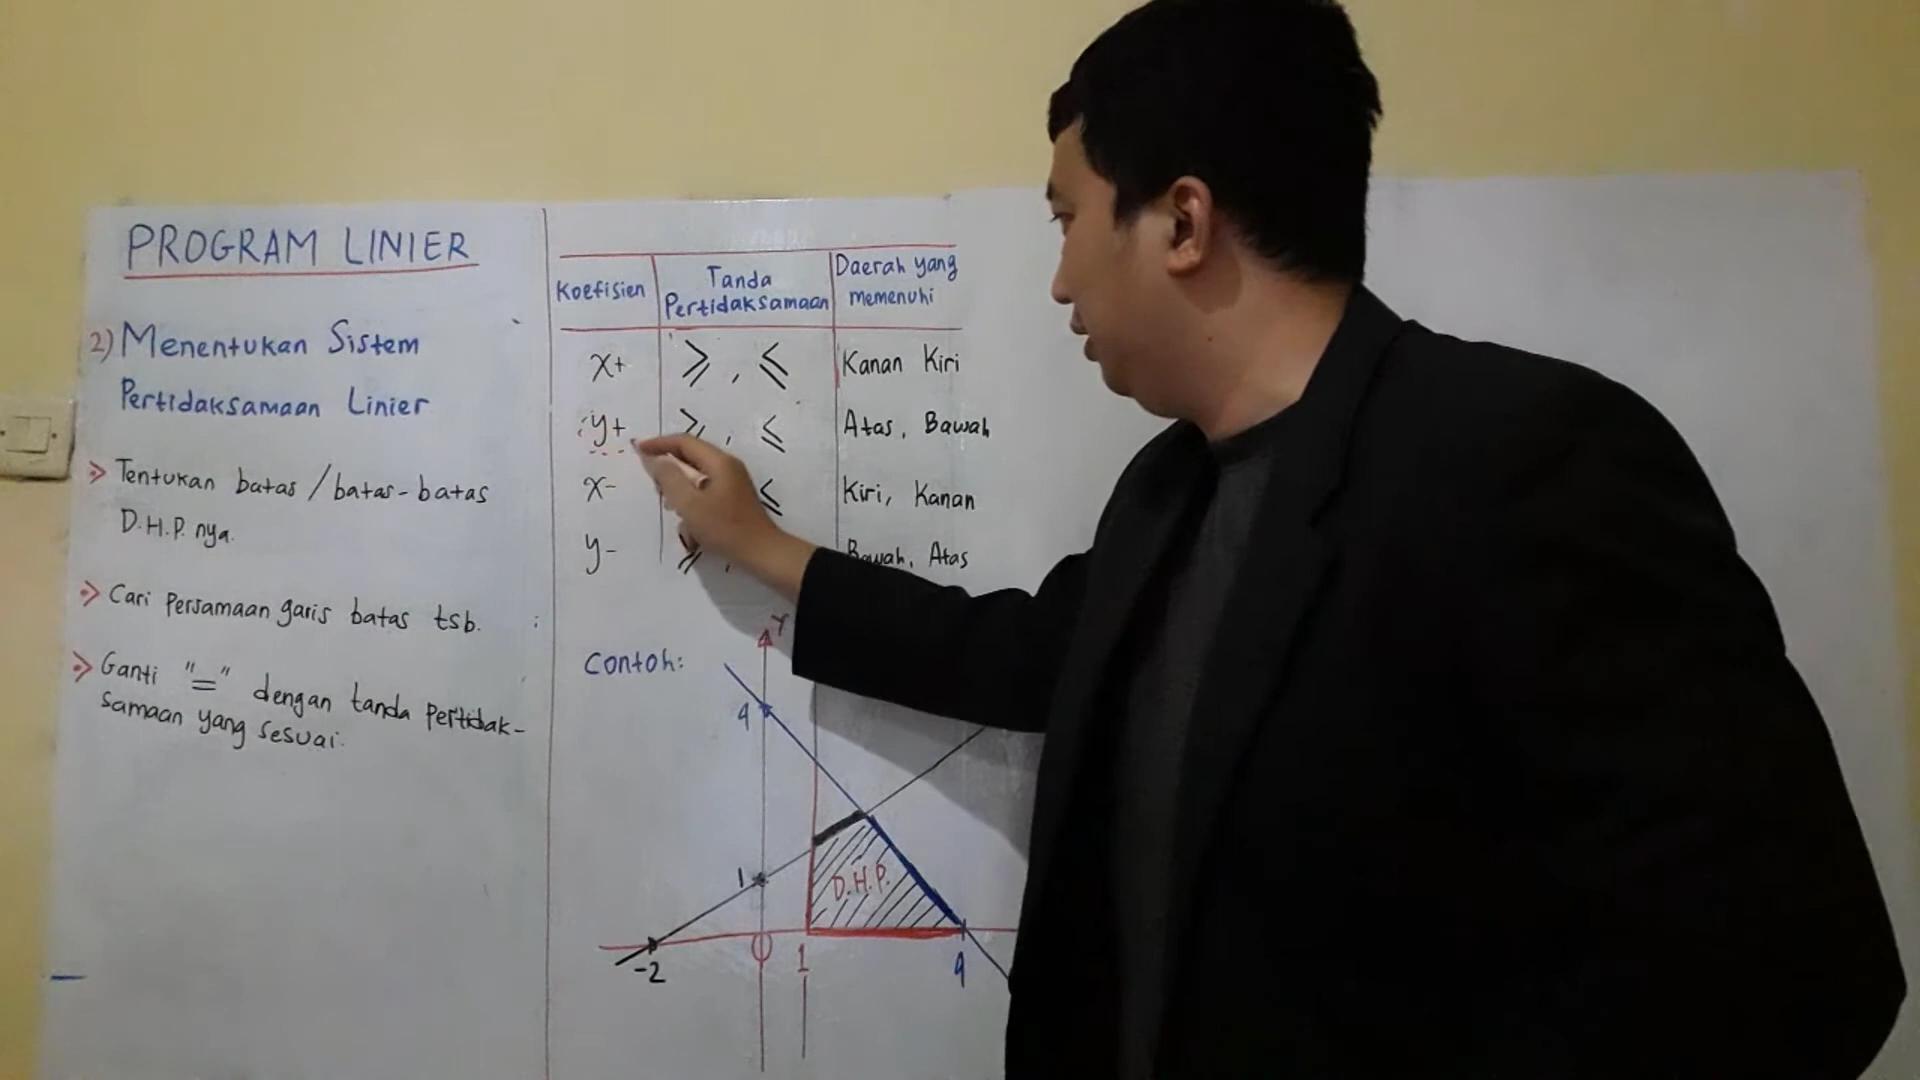 PROGRAM LINIER
2) Menentukan Sistem
Pertidaksamaan Linier
Tentukan batas / batas-batas
D.H.P. nya.
Cari persamaan garis batas tsb.
Ganti "=" dengan tanda pertidak-
samaan yang sesuai.
Koefisien
Tanda
Pertidaksamaan
Daerah yang
memenuhi
x+ ≥ , ≤ Kanan Kiri
y+ ≥ , ≤ Atas, Bawah
x- ≤ Kiri, Kanan
y- ≥ , Bawah, Atas
Contoh:
Y
4
1
D.H.P.
-2
0
1
4